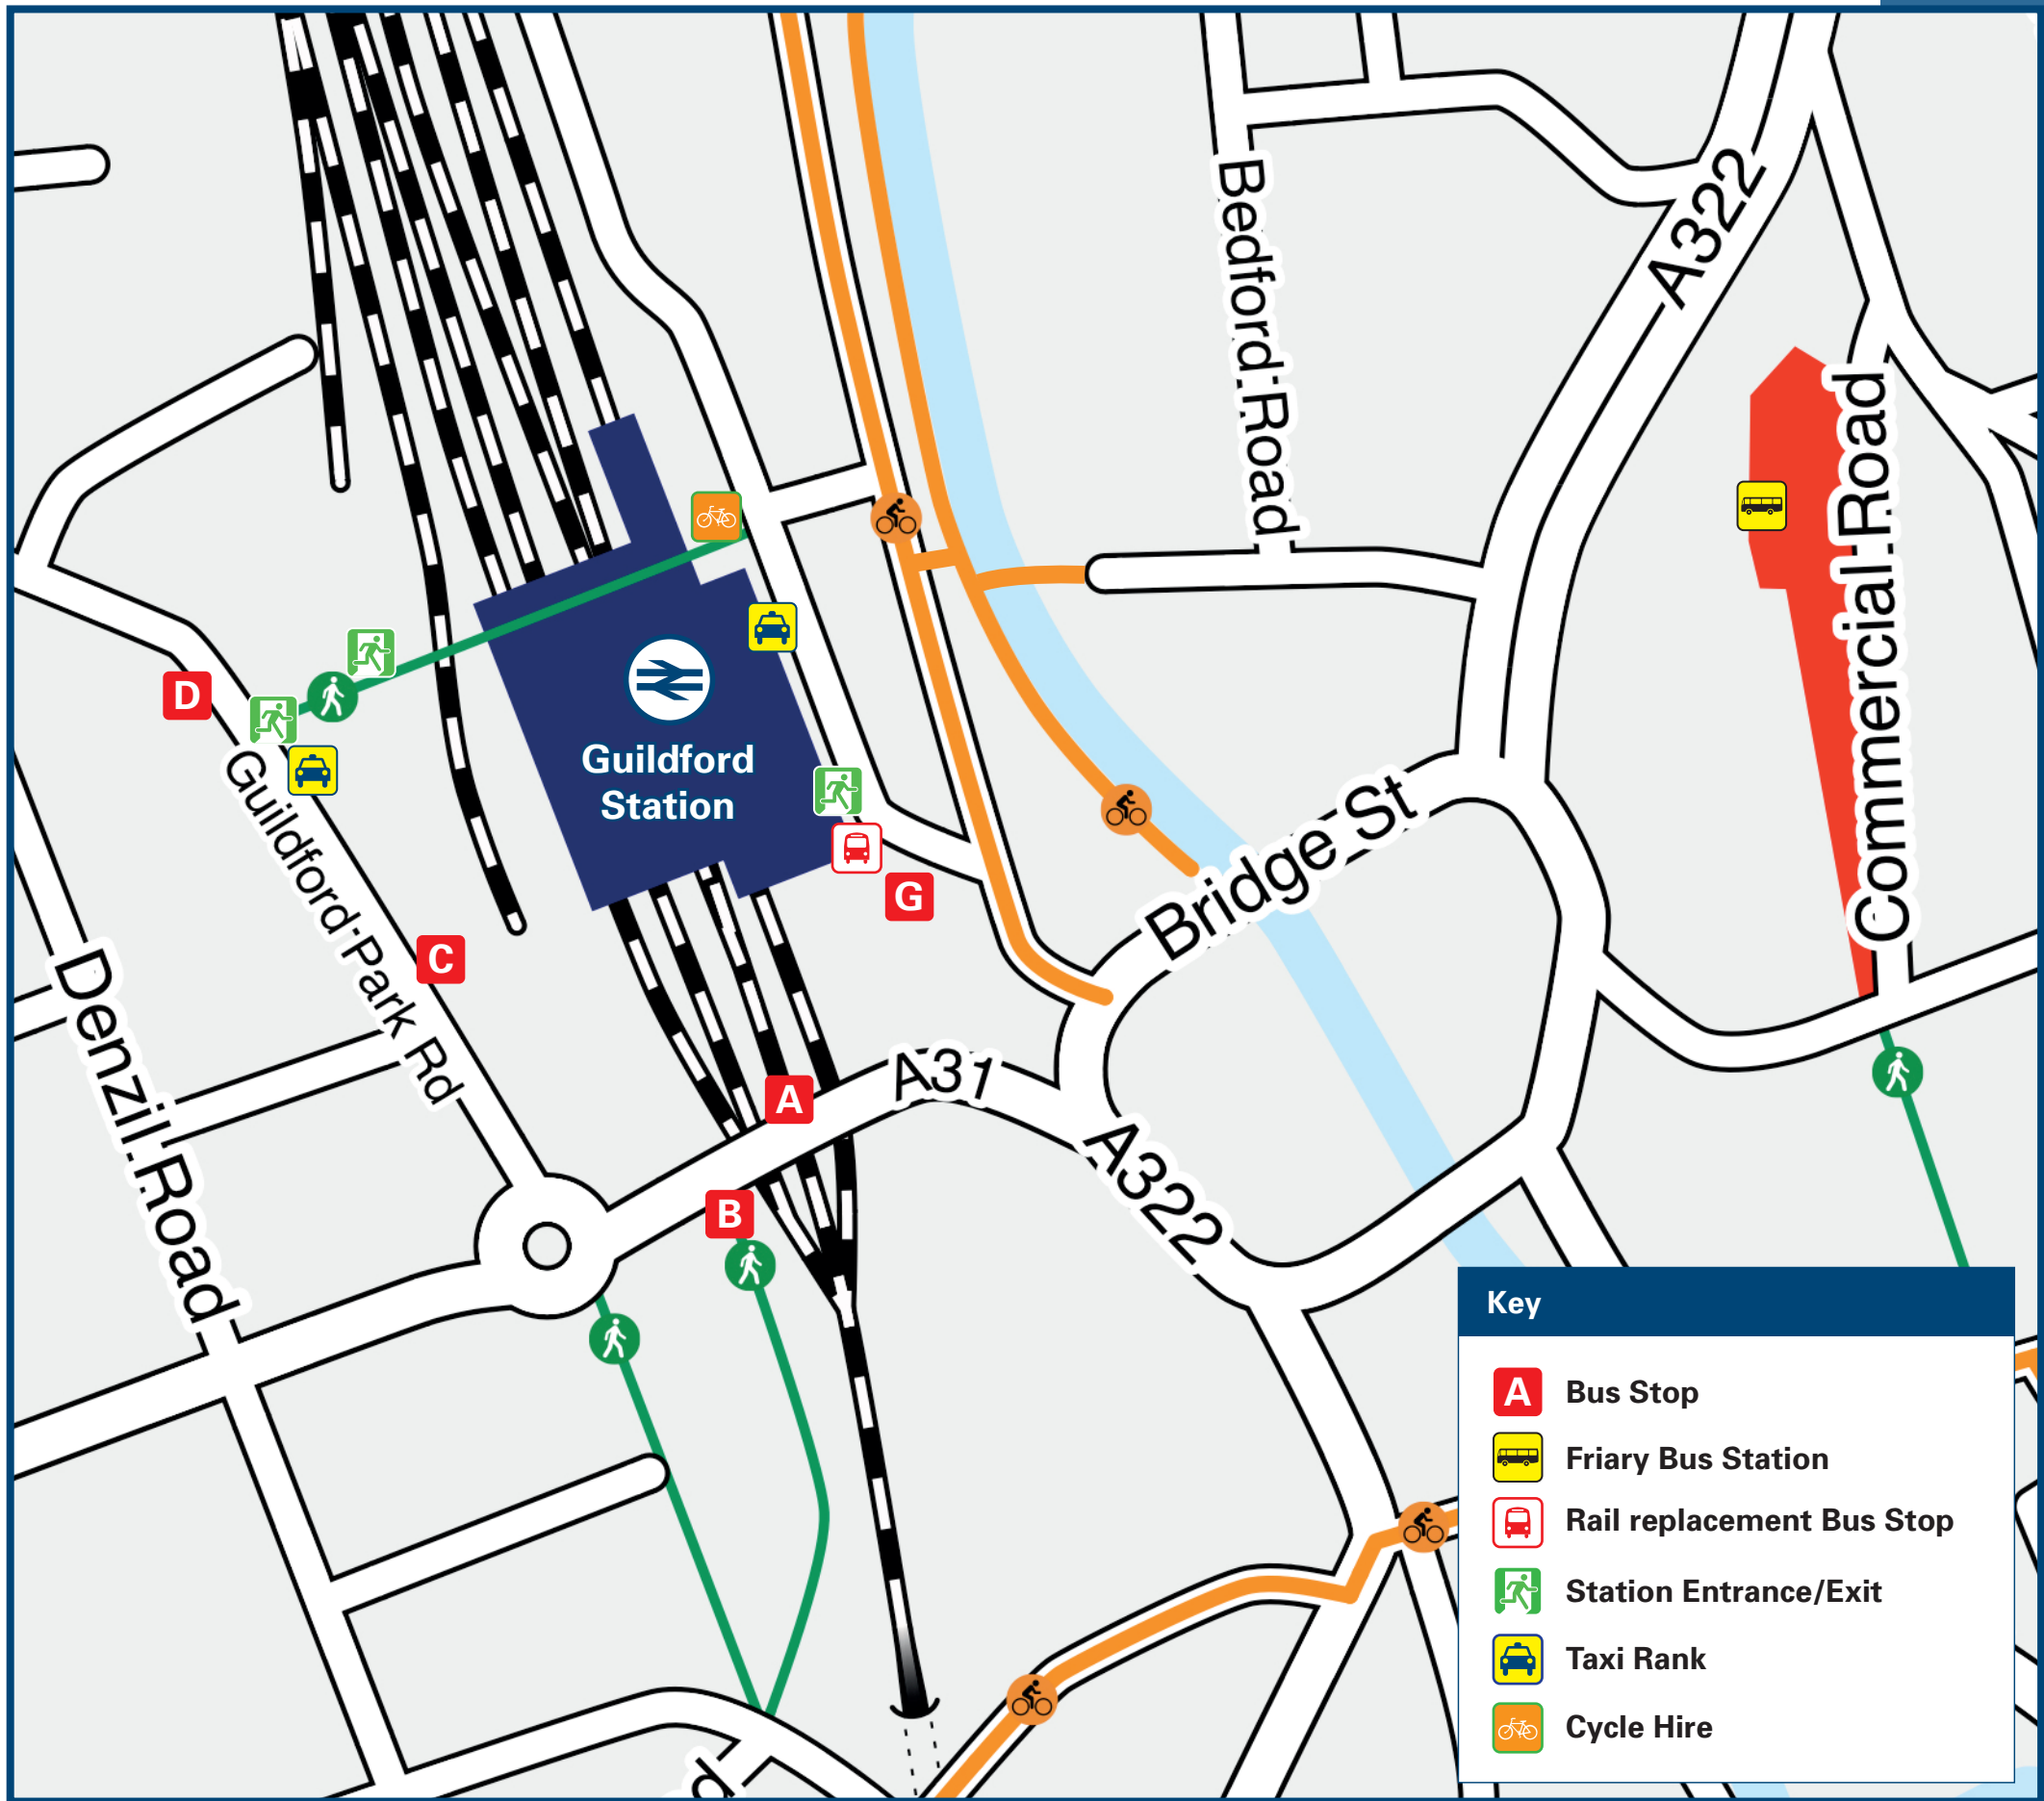 Bedford Road
A322
Commercial Road
D
Guildford
Station
Guildford Park Rd
G
C
Bridge St
Denzil Road
A
A31
A322
B
Key
A Bus Stop
Friary Bus Station
Rail replacement Bus Stop
Station Entrance/Exit
Taxi Rank
Cycle Hire
d